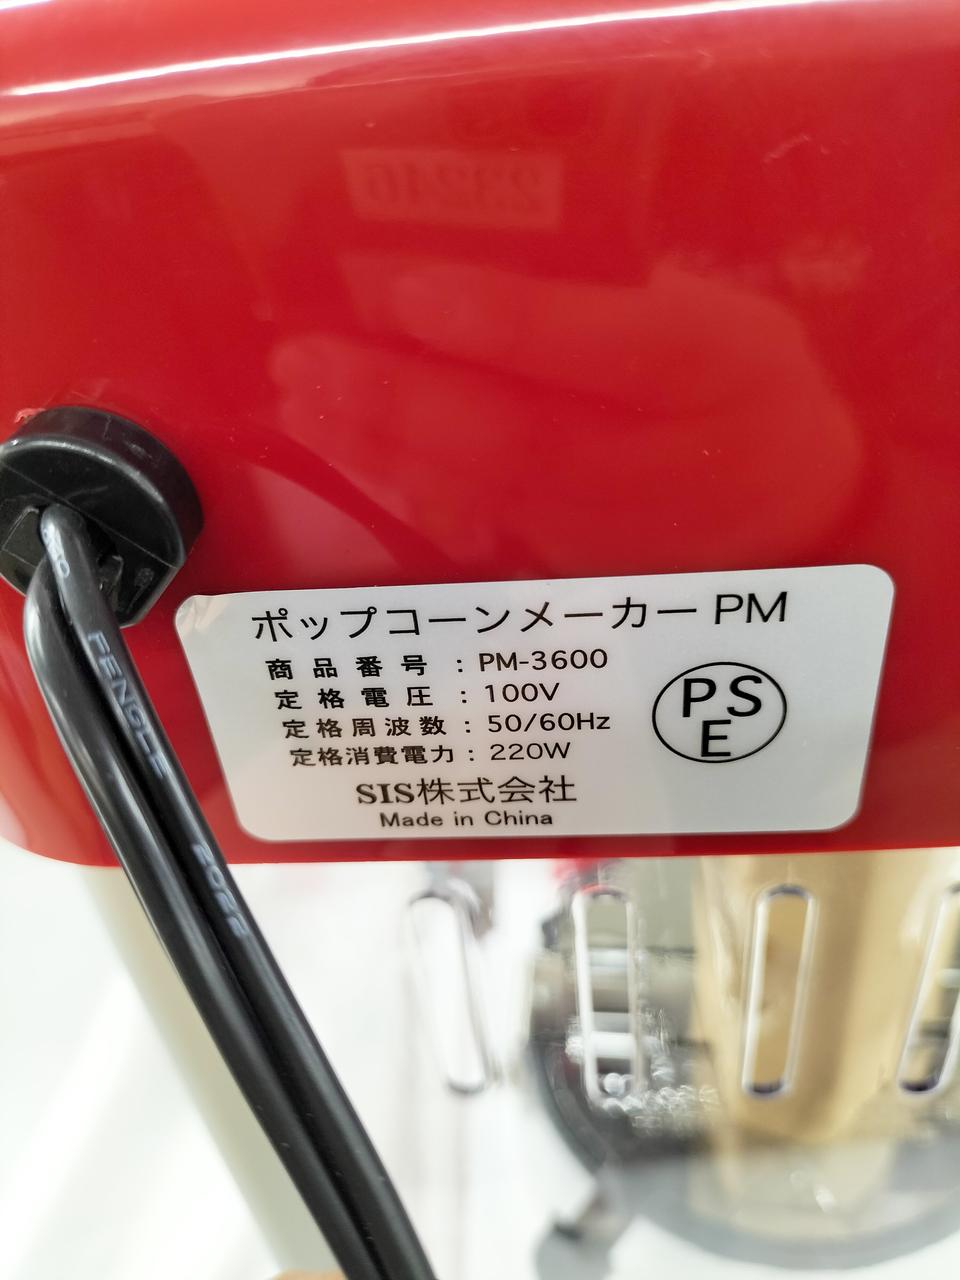 ポップコーンメーカー PM
商品番号 : PM-3600
定格電圧 : 100V
定格周波数 : 50/60Hz
定格消費電力 : 220W
SIS株式会社
Made in China
PS
E
FENGLE